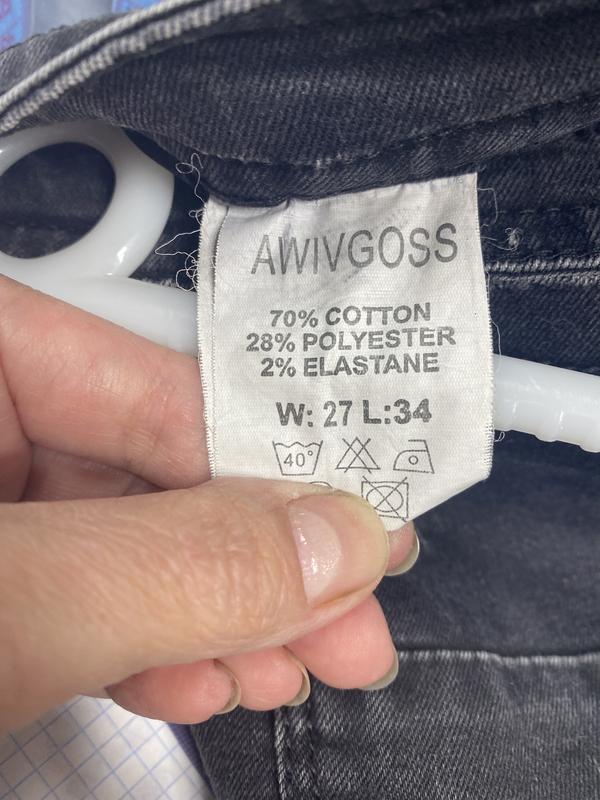 AWIVGOSS
70% COTTON
28% POLYESTER
2% ELASTANE
W: 27 L:34
40°